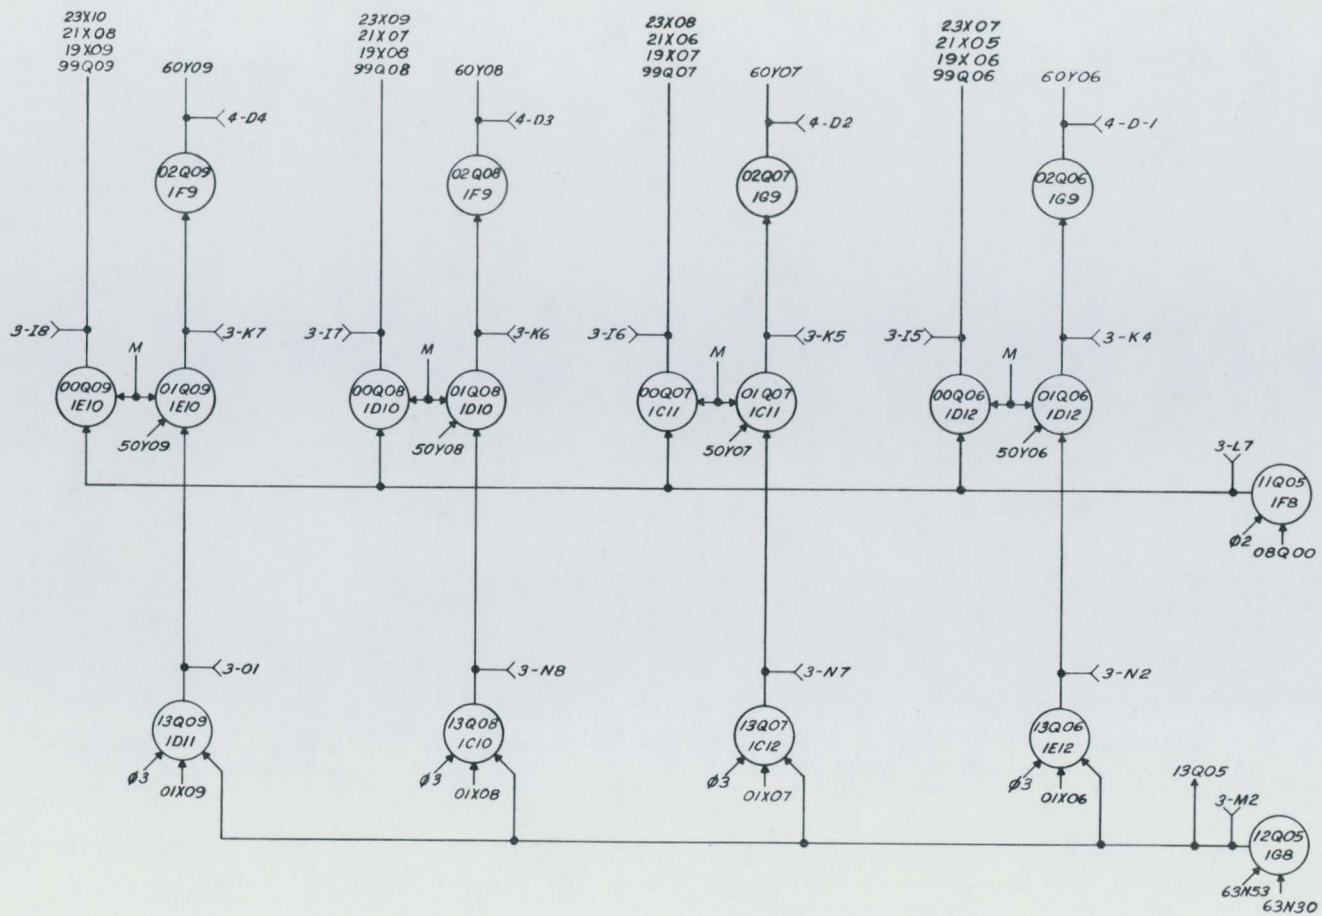 23X10
21X08
19X09
99Q09
60Y09
23X09
21X07
19X08
99Q08
60Y08
23X08
21X06
19X07
99Q07
60Y07
23X07
21X05
19X06
99Q06
60Y06
4-D4
4-D3
4-D2
4-D-1
02Q09
1F9
02Q08
1F9
02Q07
1G9
02Q06
1G9
3-I8
M
3-K7
3-I7
M
3-K6
3-I6
M
3-K5
3-I5
M
3-K4
00Q09
1E10
01Q09
1E10
00Q08
1D10
01Q08
1D10
00Q07
1C11
01Q07
1C11
00Q06
1D12
01Q06
1D12
50Y09
50Y08
50Y07
50Y06
3-L7
11Q05
1F8
Ø2
08Q00
3-O1
3-N8
3-N7
3-N2
13Q09
1D11
13Q08
1C10
13Q07
1C12
13Q06
1E12
Ø3
01X09
Ø3
01X08
Ø3
01X07
Ø3
01X06
13Q05
3-M2
12Q05
1G8
63N53
63N30